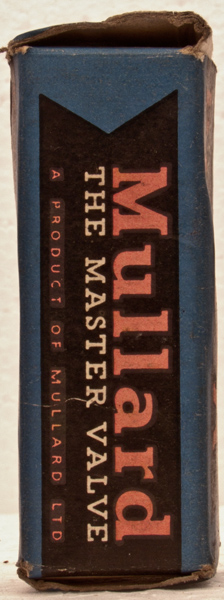 Mullard
THE MASTER VALVE
A PRODUCT OF MULLARD LTD